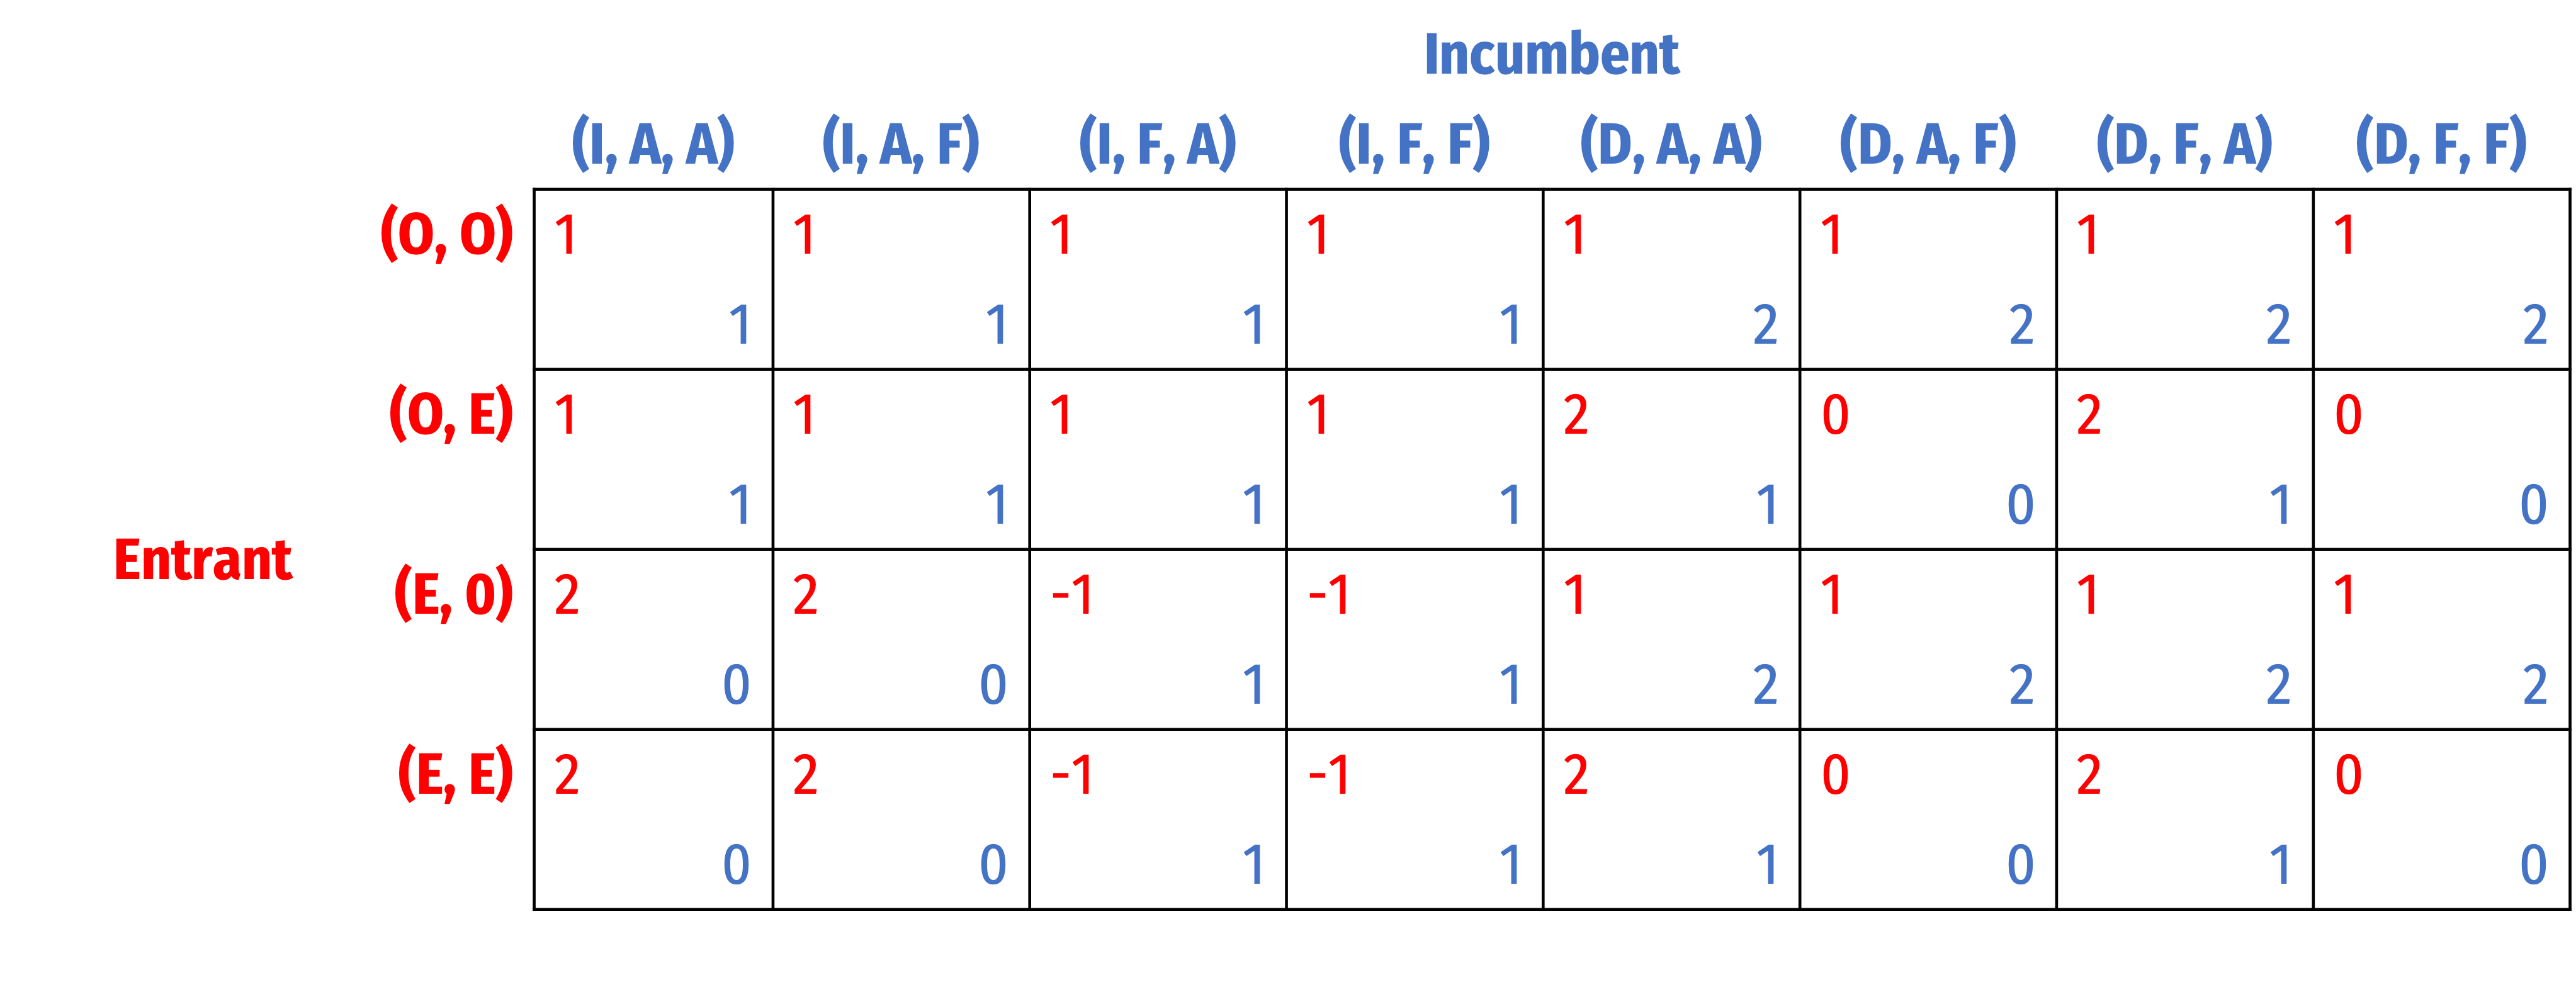 Incumbent
(I, A, A) (I, A, F) (I, F, A) (I, F, F) (D, A, A) (D, A, F) (D, F, A) (D, F, F)
(O, O) 1 1 1 1 1 1 1 1
1 1 1 1 2 2 2 2
(O, E) 1 1 1 1 2 0 2 0
1 1 1 1 1 0 1 0
Entrant
(E, 0) 2 2 -1 -1 1 1 1 1
0 0 1 1 2 2 2 2
(E, E) 2 2 -1 -1 2 0 2 0
0 0 1 1 1 0 1 0